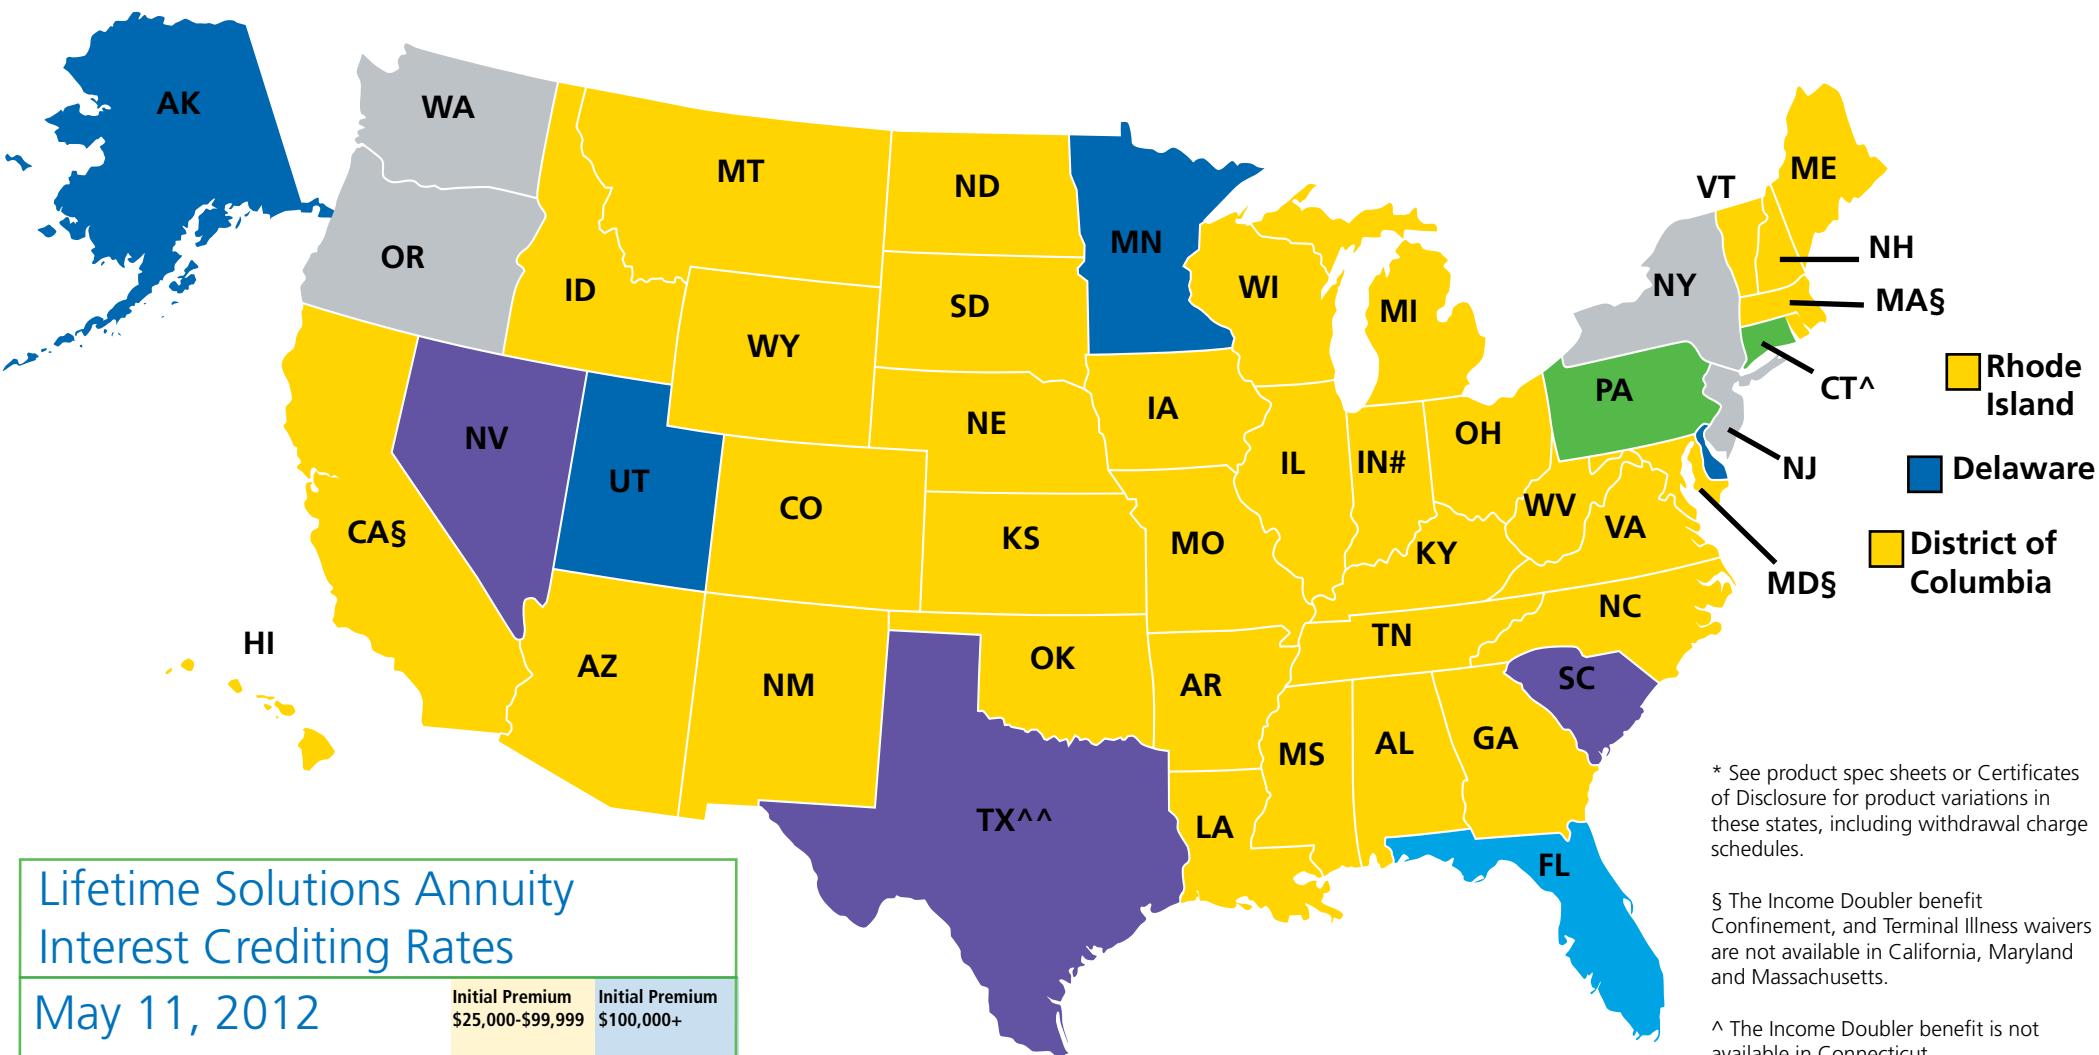 AK
WA
MT
ND
MN
VT
ME
OR
ID
SD
WI
MI
NY
NH
MA§
WY
NE
IA
PA
CT^
Rhode
Island
NV
UT
CO
KS
MO
IL
IN#
OH
WV
VA
KY
NJ
Delaware
CA§
MD§
District of
Columbia
HI
AZ
NM
OK
AR
TN
NC
SC
MS
AL
GA
TX^^
LA
FL
Lifetime Solutions Annuity
Interest Crediting Rates
May 11, 2012
Initial Premium
$25,000-$99,999
Initial Premium
$100,000+
* See product spec sheets or Certificates
of Disclosure for product variations in
these states, including withdrawal charge
schedules.
§ The Income Doubler benefit
Confinement, and Terminal Illness waivers
are not available in California, Maryland
and Massachusetts.
^ The Income Doubler benefit is not
available in Connecticut